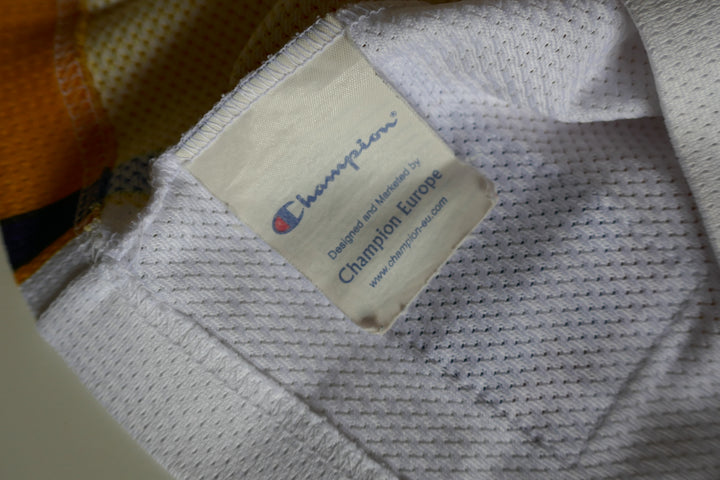 Champion®
Designed and Marketed by
Champion Europe
www.champion-eu.com